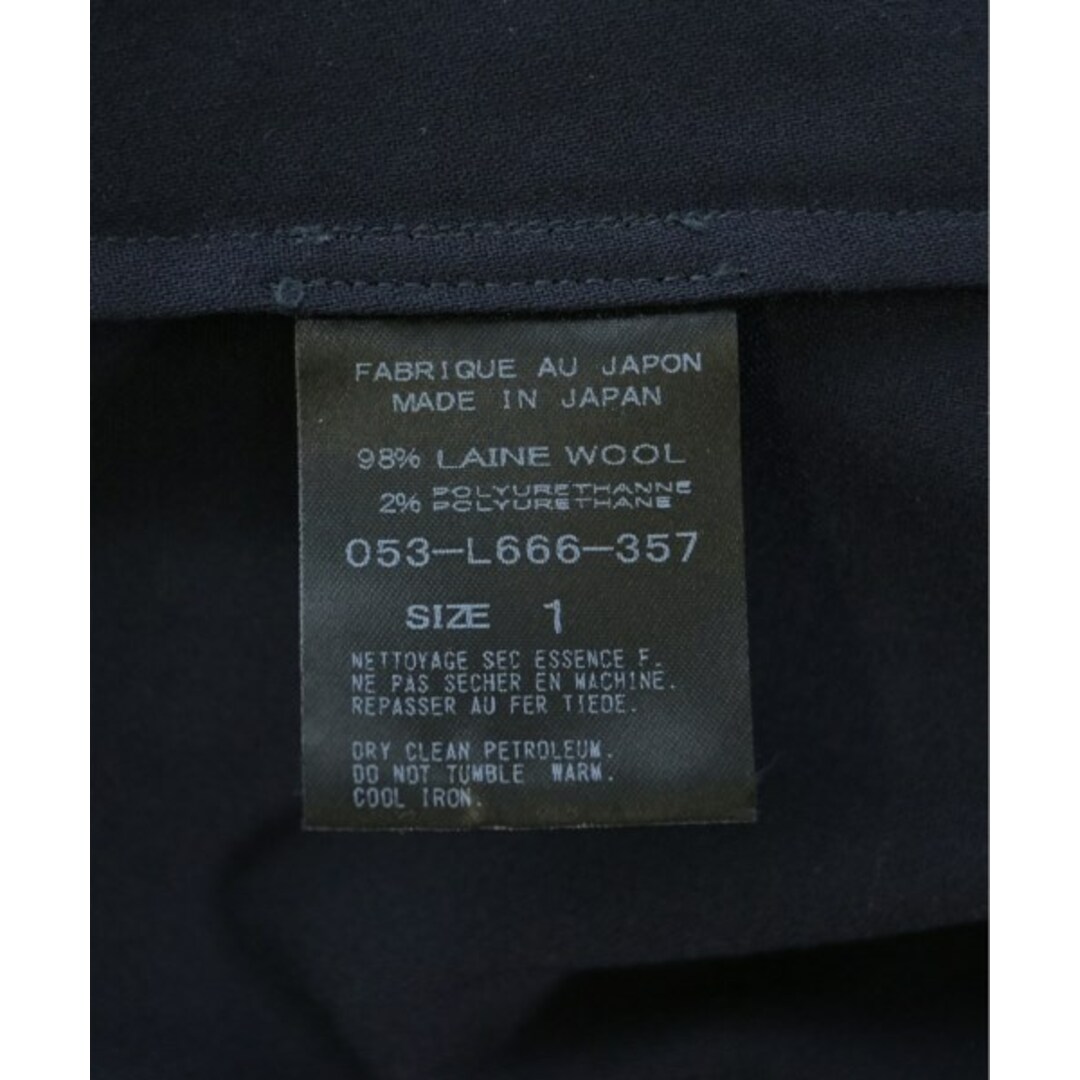 FABRIQUE AU JAPON
MADE IN JAPAN
98% LAINE WOOL
2% POLYURETHANNE
POLYURETHANE
053-L666-357
SIZE 1
NETTOYAGE SEC ESSENCE F.
NE PAS SECHER EN MACHINE.
REPASSER AU FER TIEDE.
DRY CLEAN PETROLEUM.
DO NOT TUMBLE WARM.
COOL IRON.